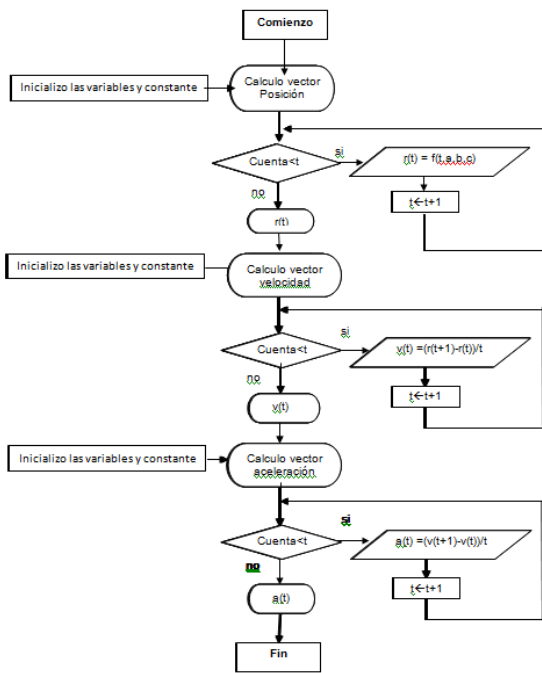 Comienzo
Inicializo las variables y constante
Calculo vector
Posición
Cuenta<t
si
r(t) = f(t,a,b,c)
t←t+1
no
r(t)
Inicializo las variables y constante
Calculo vector
velocidad
Cuenta<t
si
v(t) =(r(t+1)-r(t))/t
t←t+1
no
v(t)
Inicializo las variables y constante
Calculo vector
aceleración
Cuenta<t
si
a(t) =(v(t+1)-v(t))/t
t←t+1
no
a(t)
Fin